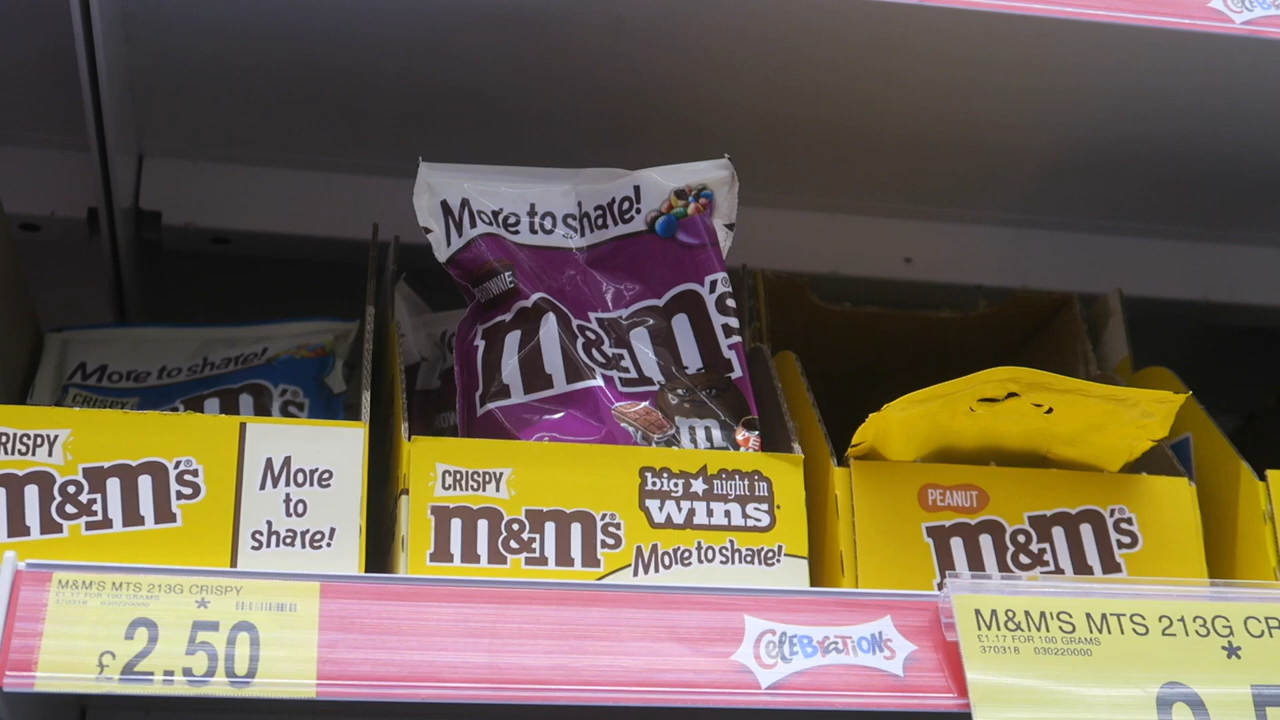 CELEBRATIONS
More to share!
BROWNIE
m&m's
m
More to share!
CRISPY
m&m's
CRISPY
m&m's
More
to
share!
CRISPY
m&m's
big night in
wins
More to share!
PEANUT
m&m's
M&M'S MTS 213G CRISPY
£1.17 FOR 100 GRAMS
370318 030220000 *
£2.50
CELEBRATIONS
M&M'S MTS 213G
£1.17 FOR 100 GRAMS
370318 030220000 *